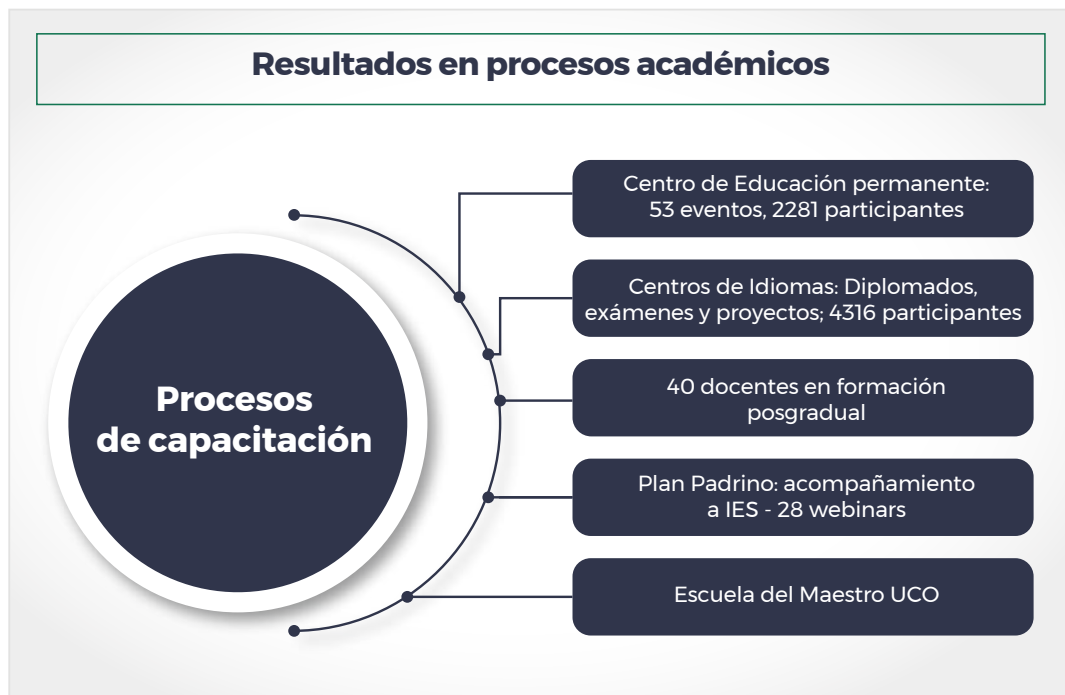 Resultados en procesos académicos
Procesos
de capacitación
Centro de Educación permanente:
53 eventos, 2281 participantes
Centros de Idiomas: Diplomados,
exámenes y proyectos; 4316 participantes
40 docentes en formación
posgradual
Plan Padrino: acompañamiento
a IES - 28 webinars
Escuela del Maestro UCO